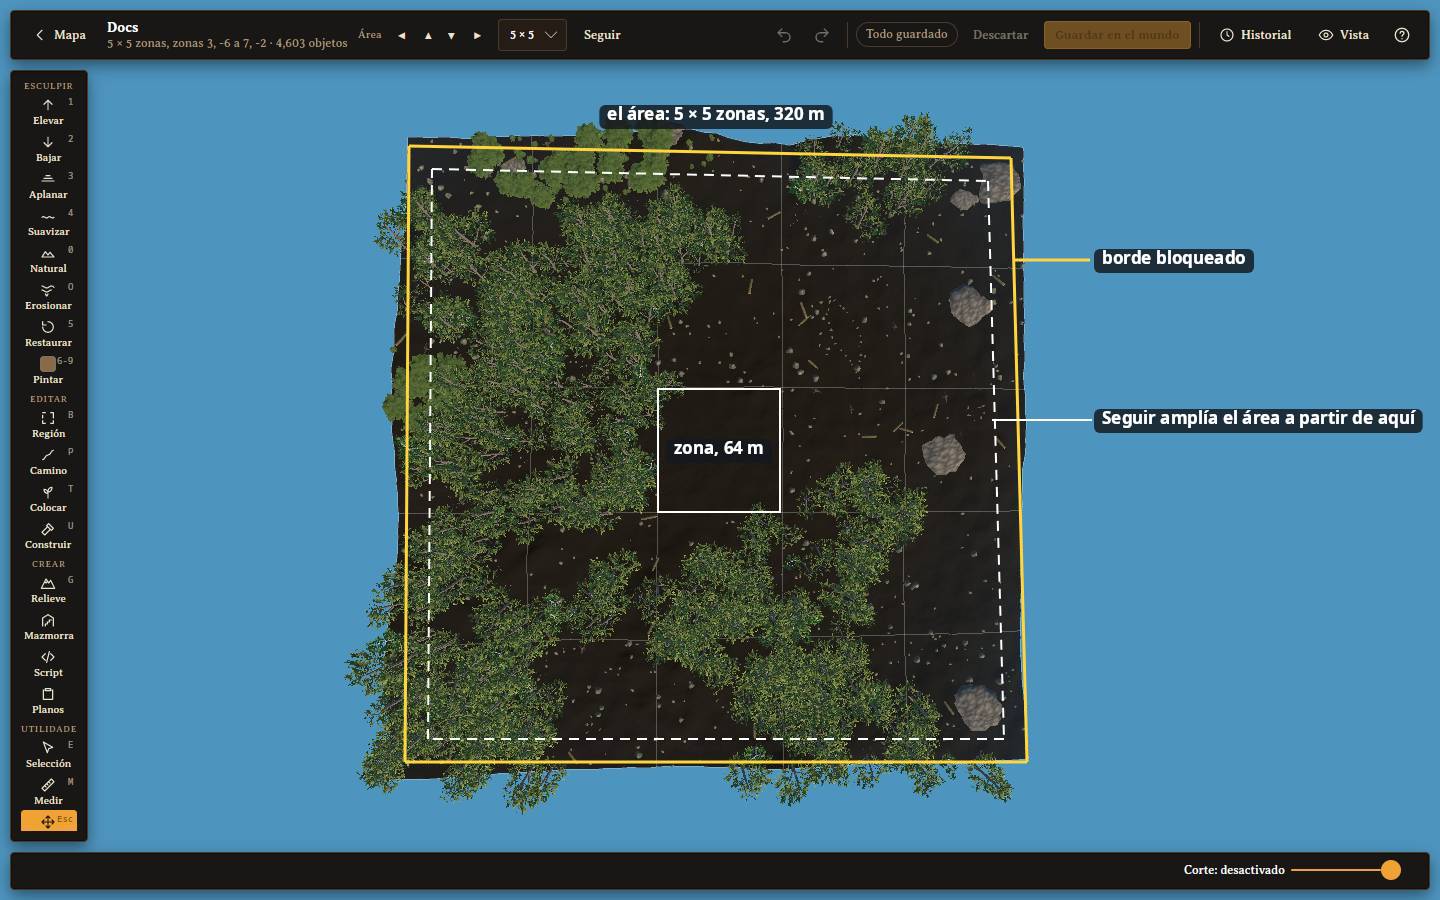 Mapa
Docs
5 × 5 zonas, zonas 3, -6 a 7, -2 · 4,603 objetos
Área
5 × 5
Seguir
Todo guardado
Descartar
Guardar en el mundo
Historial
Vista
ESCULPIR
1
Elevar
2
Bajar
3
Aplanar
4
Suavizar
0
Natural
O
Erosionar
5
Restaurar
6-9
Pintar
EDITAR
B
Región
P
Camino
T
Colocar
U
Construir
CREAR
G
Relieve
Mazmorra
Script
Planos
UTILIDADE
E
Selección
M
Medir
Esc
el área: 5 × 5 zonas, 320 m
borde bloqueado
Seguir amplía el área a partir de aquí
zona, 64 m
Corte: desactivado